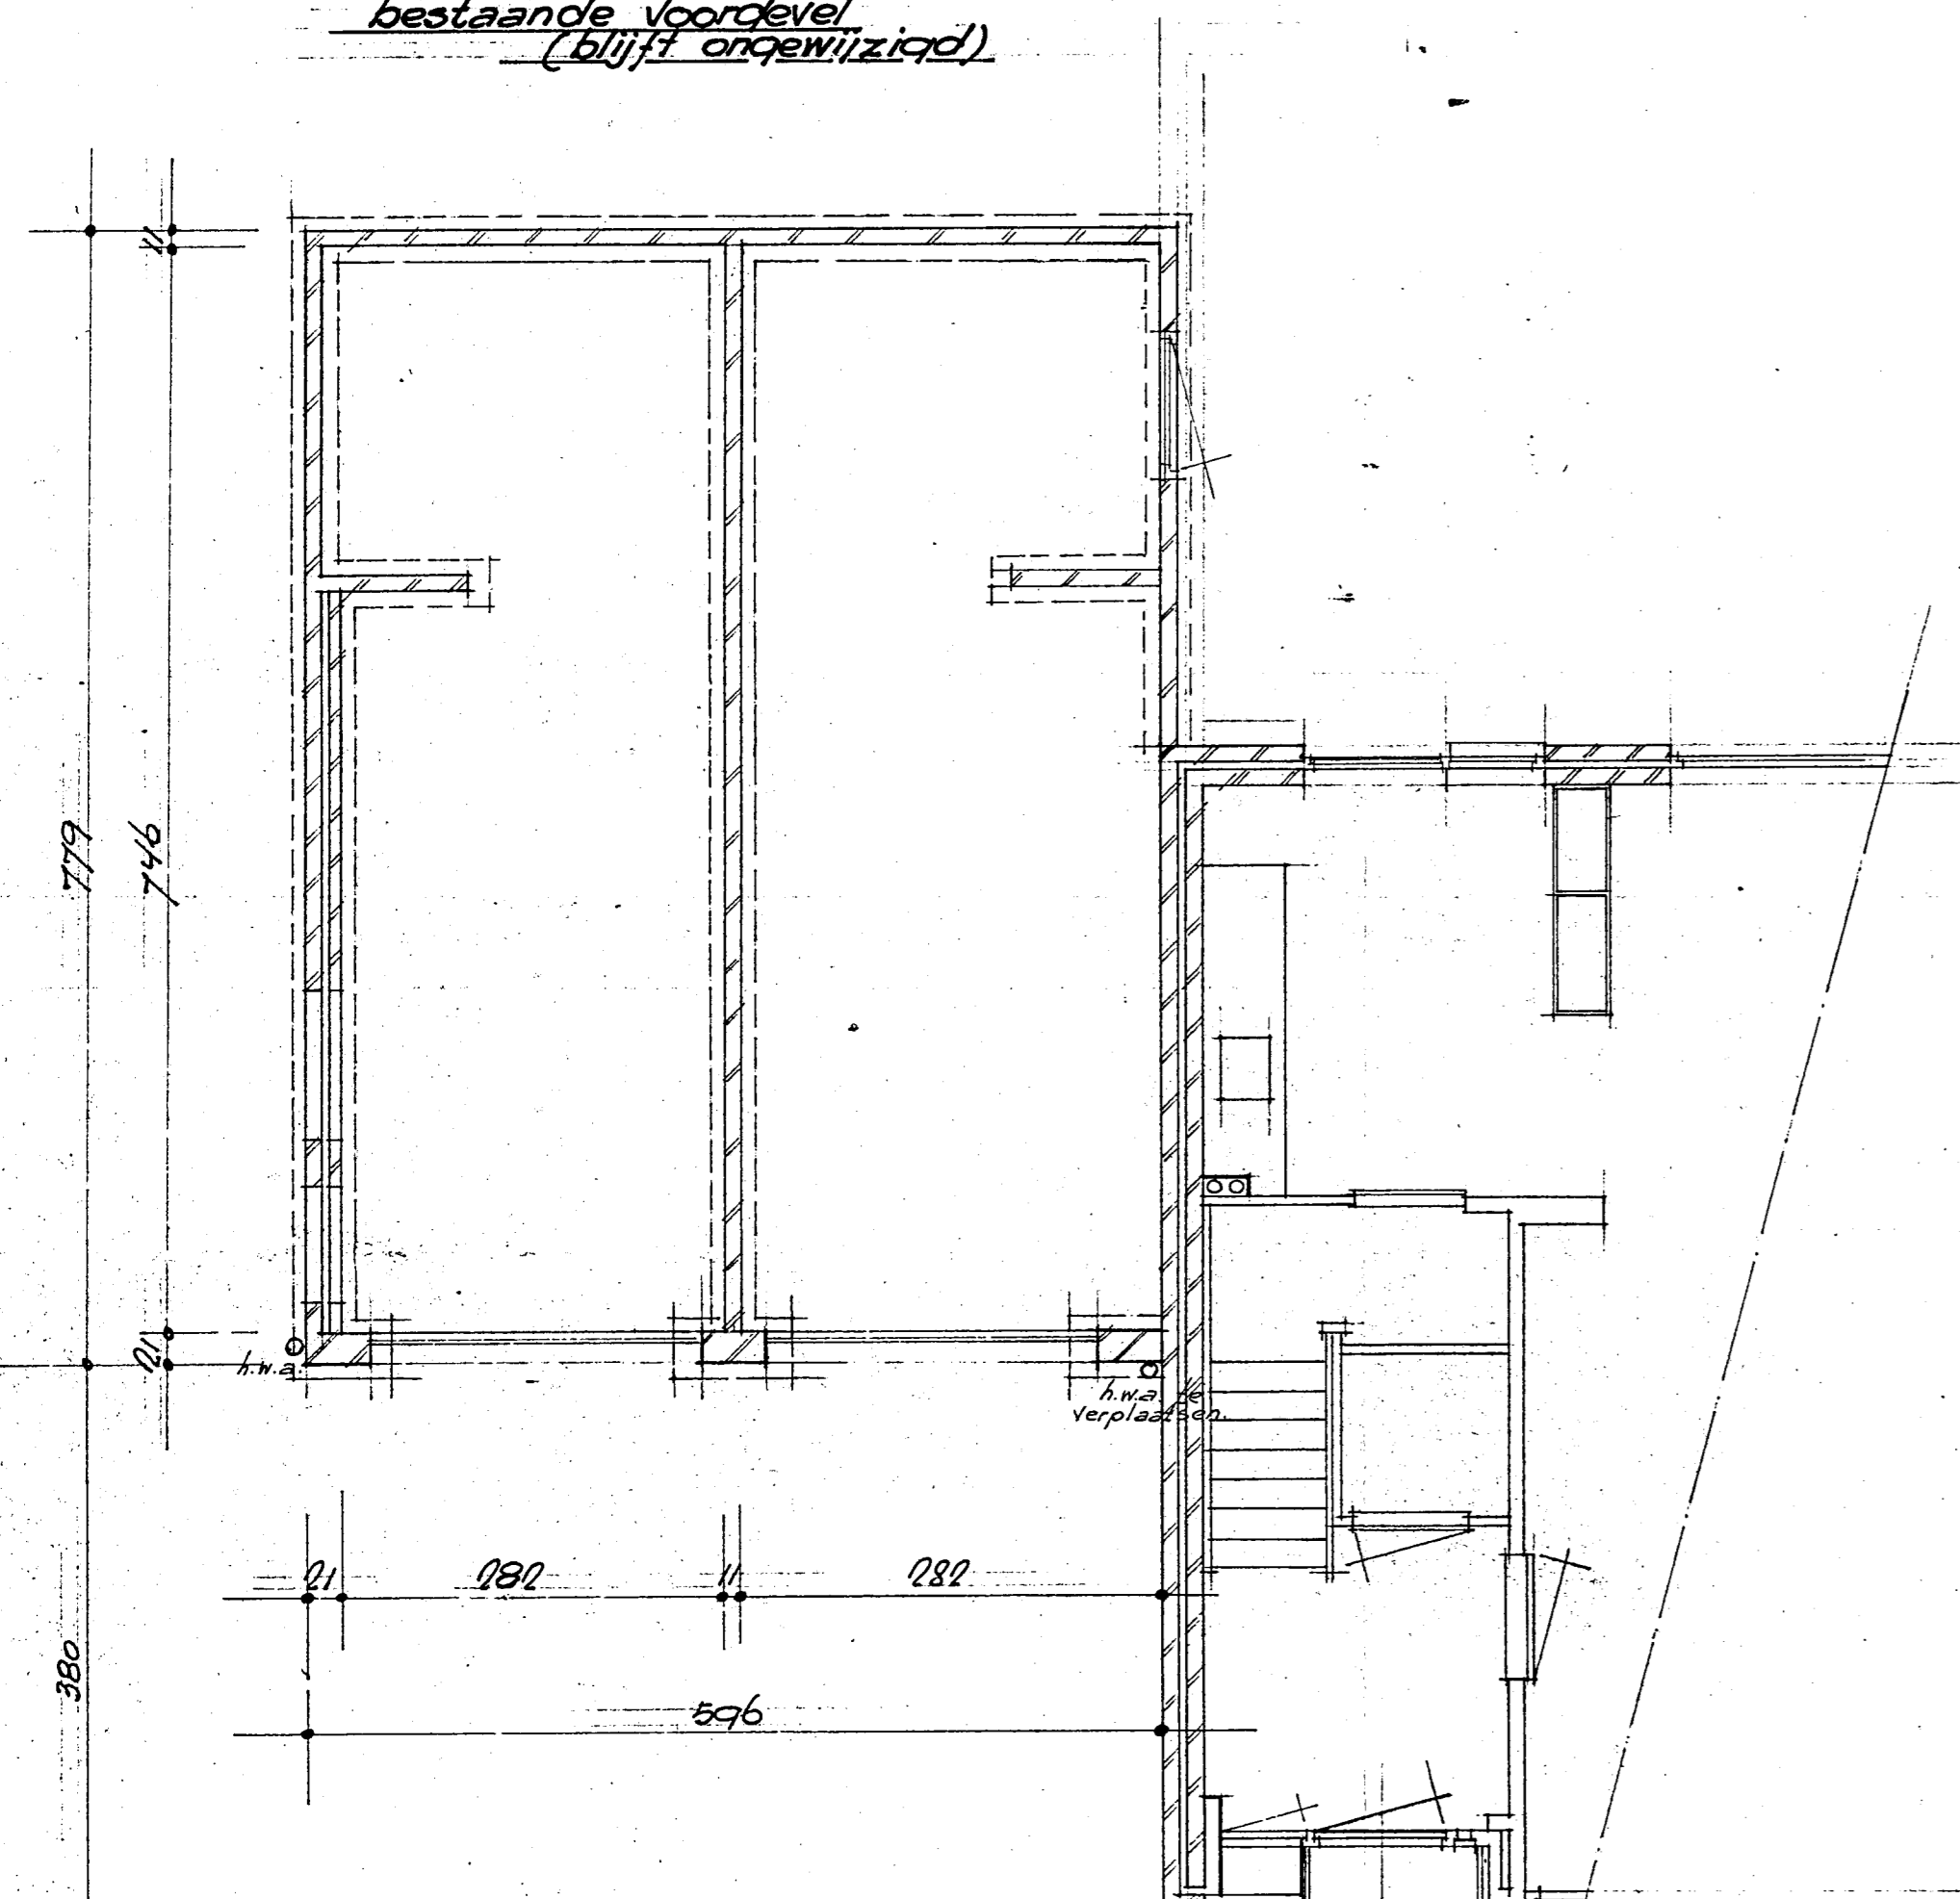 bestaande voorgevel
(blijft ongewijzigd)
11
779
746
21
h.w.a.
h.w.a. te
verplaatsen.
21
282
11
282
380
596